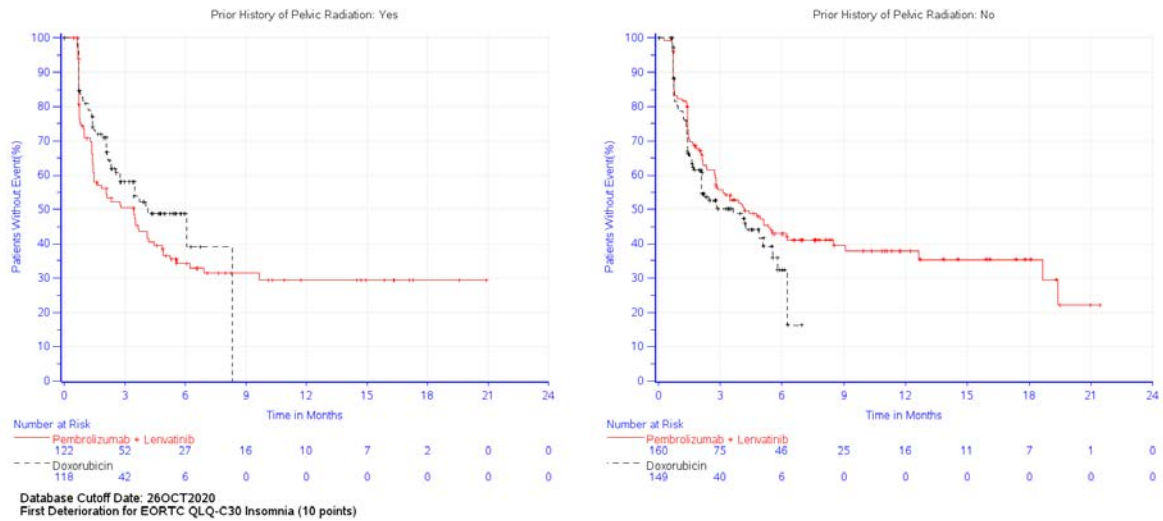 Prior History of Pelvic Radiation: Yes
100
90
80
70
60
50
40
30
20
10
0
Patients Without Event(%)
0 3 6 9 12 15 18 21 24
Time in Months
Number at Risk
Pembrolizumab + Lenvatinib
122 52 27 16 10 7 2 0 0
Doxorubicin
118 42 6 0 0 0 0 0 0
Prior History of Pelvic Radiation: No
100
90
80
70
60
50
40
30
20
10
0
Patients Without Event(%)
0 3 6 9 12 15 18 21 24
Time in Months
Number at Risk
Pembrolizumab + Lenvatinib
160 75 46 25 16 11 7 1 0
Doxorubicin
149 40 6 0 0 0 0 0 0
Database Cutoff Date: 26OCT2020
First Deterioration for EORTC QLQ-C30 Insomnia (10 points)